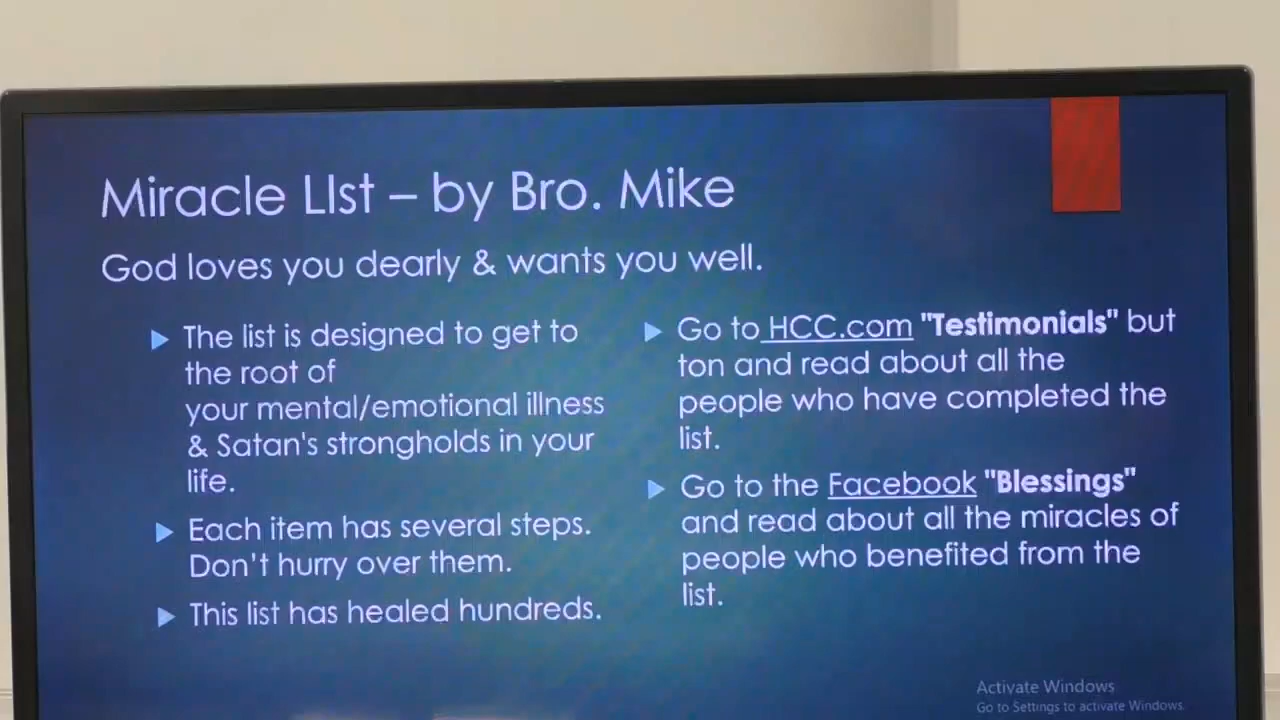 Miracle LIst – by Bro. Mike
God loves you dearly & wants you well.
The list is designed to get to
the root of
your mental/emotional illness
& Satan's strongholds in your
life.
Each item has several steps.
Don't hurry over them.
This list has healed hundreds.
Go to HCC.com "Testimonials" but
ton and read about all the
people who have completed the
list.
Go to the Facebook "Blessings"
and read about all the miracles of
people who benefited from the
list.
Activate Windows
Go to Settings to activate Windows.